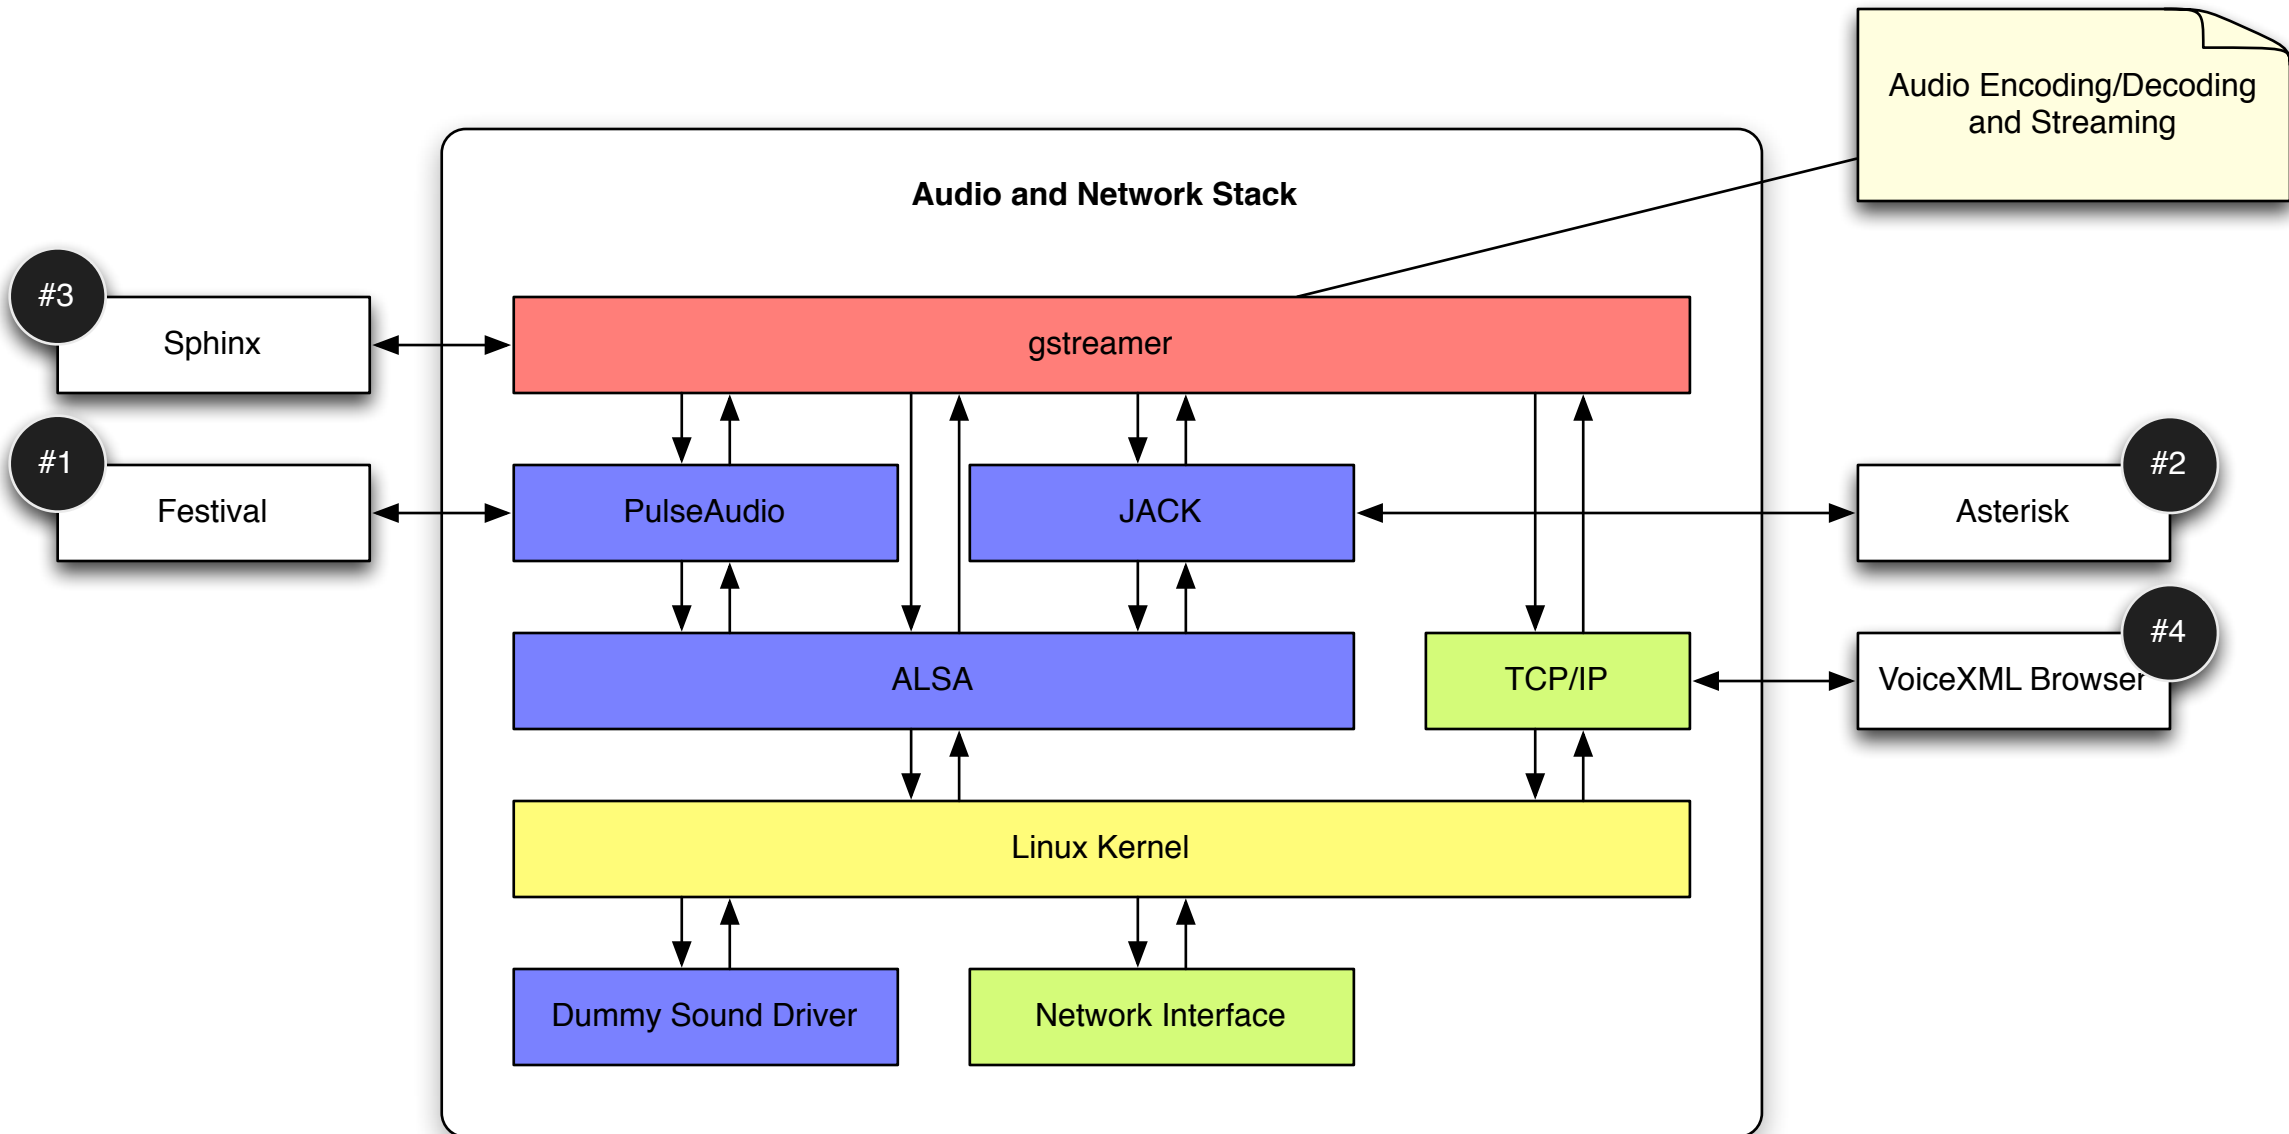 Audio Encoding/Decoding
and Streaming
Audio and Network Stack
#3
Sphinx
gstreamer
#1
Festival
PulseAudio
JACK
#2
Asterisk
ALSA
TCP/IP
#4
VoiceXML Browser
Linux Kernel
Dummy Sound Driver
Network Interface